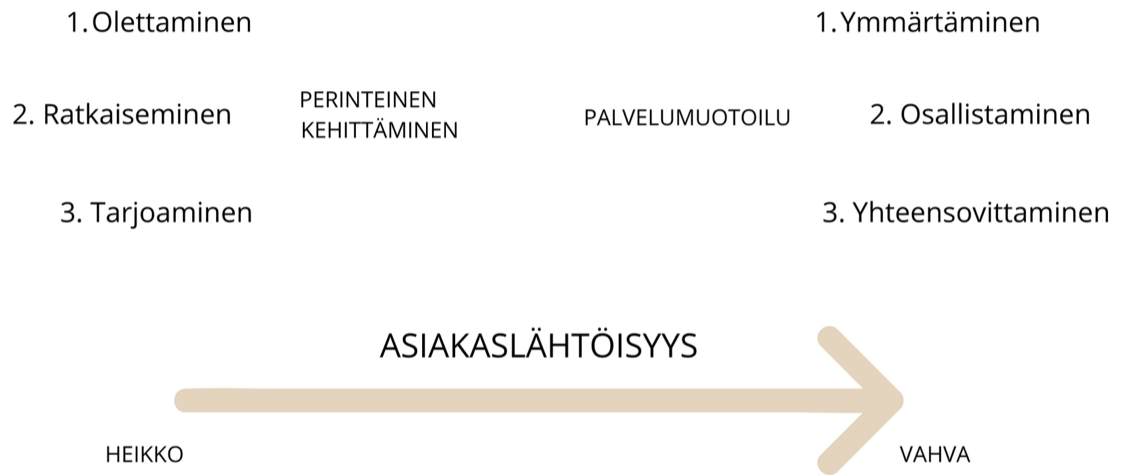 1.Olettaminen
2. Ratkaiseminen
3. Tarjoaminen
PERINTEINEN
KEHITTÄMINEN
PALVELUMUOTOILU
1.Ymmärtäminen
2. Osallistaminen
3. Yhteensovittaminen
ASIAKASLÄHTÖISYYS
HEIKKO
VAHVA